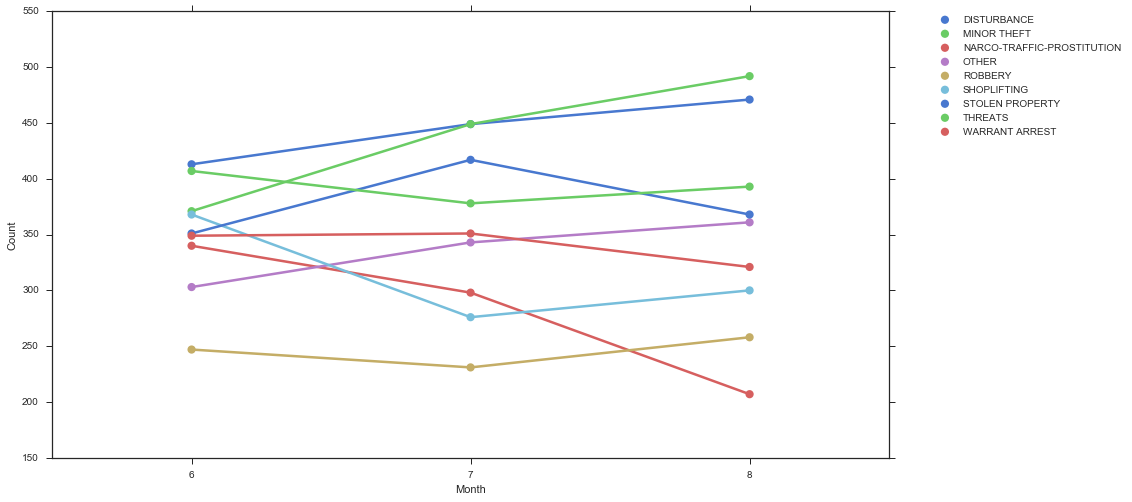 550
500
450
400
350
300
250
200
150
Count
6
7
8
Month
DISTURBANCE
MINOR THEFT
NARCO-TRAFFIC-PROSTITUTION
OTHER
ROBBERY
SHOPLIFTING
STOLEN PROPERTY
THREATS
WARRANT ARREST